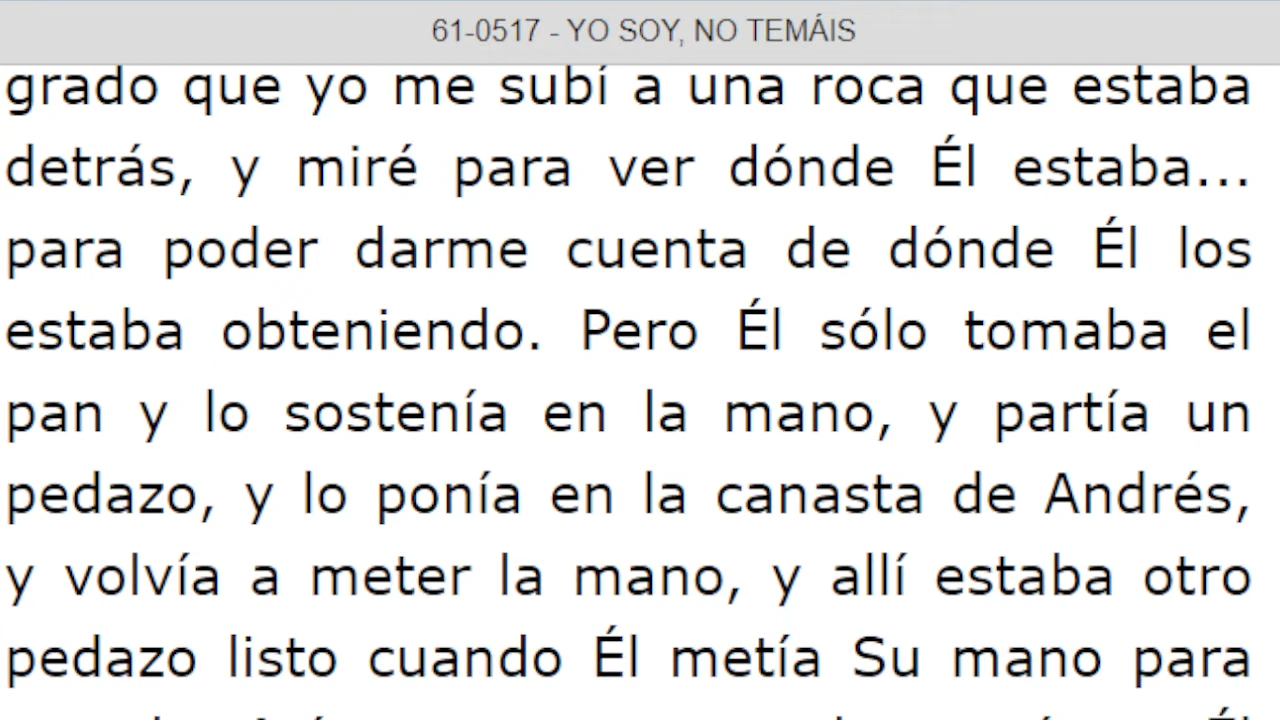 61-0517 - YO SOY, NO TEMÁIS
grado que yo me subí a una roca que estaba
detrás, y miré para ver dónde Él estaba...
para poder darme cuenta de dónde Él los
estaba obteniendo. Pero Él sólo tomaba el
pan y lo sostenía en la mano, y partía un
pedazo, y lo ponía en la canasta de Andrés,
y volvía a meter la mano, y allí estaba otro
pedazo listo cuando Él metía Su mano para